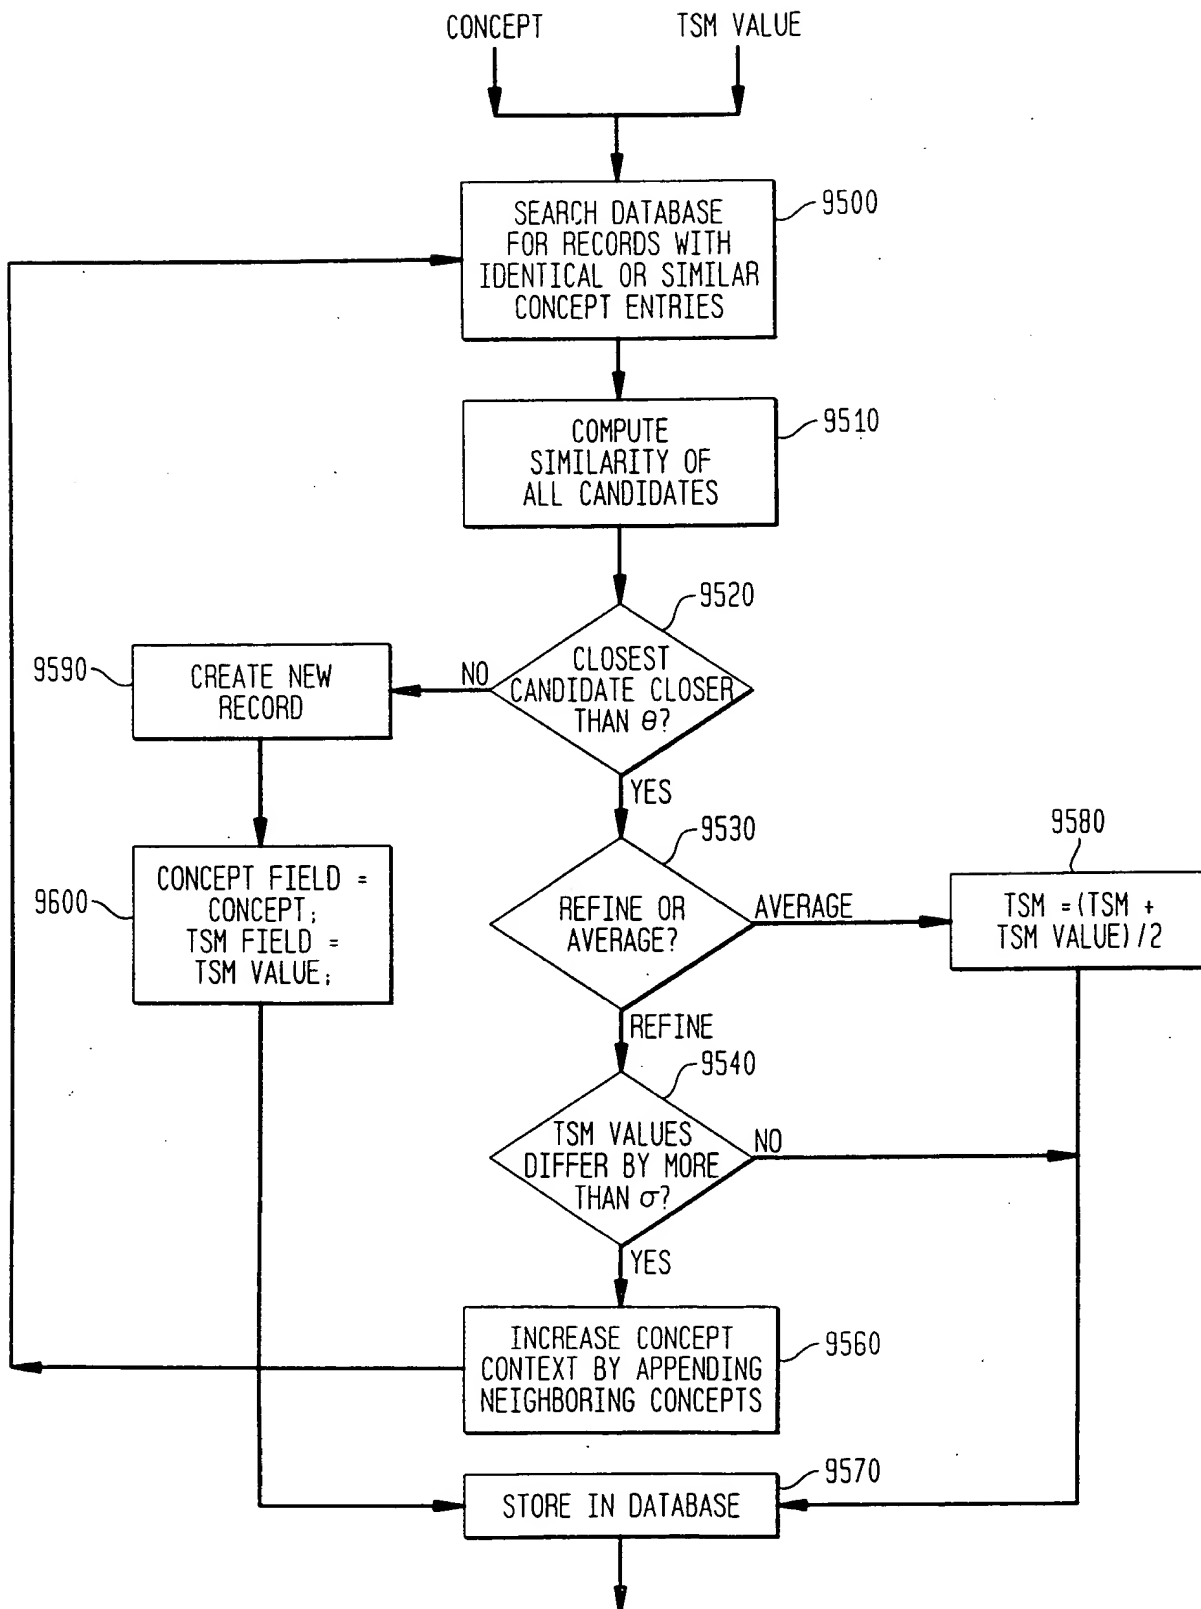 CONCEPT
TSM VALUE
SEARCH DATABASE
FOR RECORDS WITH
IDENTICAL OR SIMILAR
CONCEPT ENTRIES
9500
COMPUTE
SIMILARITY OF
ALL CANDIDATES
9510
9520
CLOSEST
CANDIDATE CLOSER
THAN θ?
NO
YES
9590
CREATE NEW
RECORD
9600
CONCEPT FIELD =
CONCEPT;
TSM FIELD =
TSM VALUE;
9530
REFINE OR
AVERAGE?
AVERAGE
REFINE
9580
TSM =(TSM +
TSM VALUE)/2
9540
TSM VALUES
DIFFER BY MORE
THAN σ?
NO
YES
INCREASE CONCEPT
CONTEXT BY APPENDING
NEIGHBORING CONCEPTS
9560
9570
STORE IN DATABASE